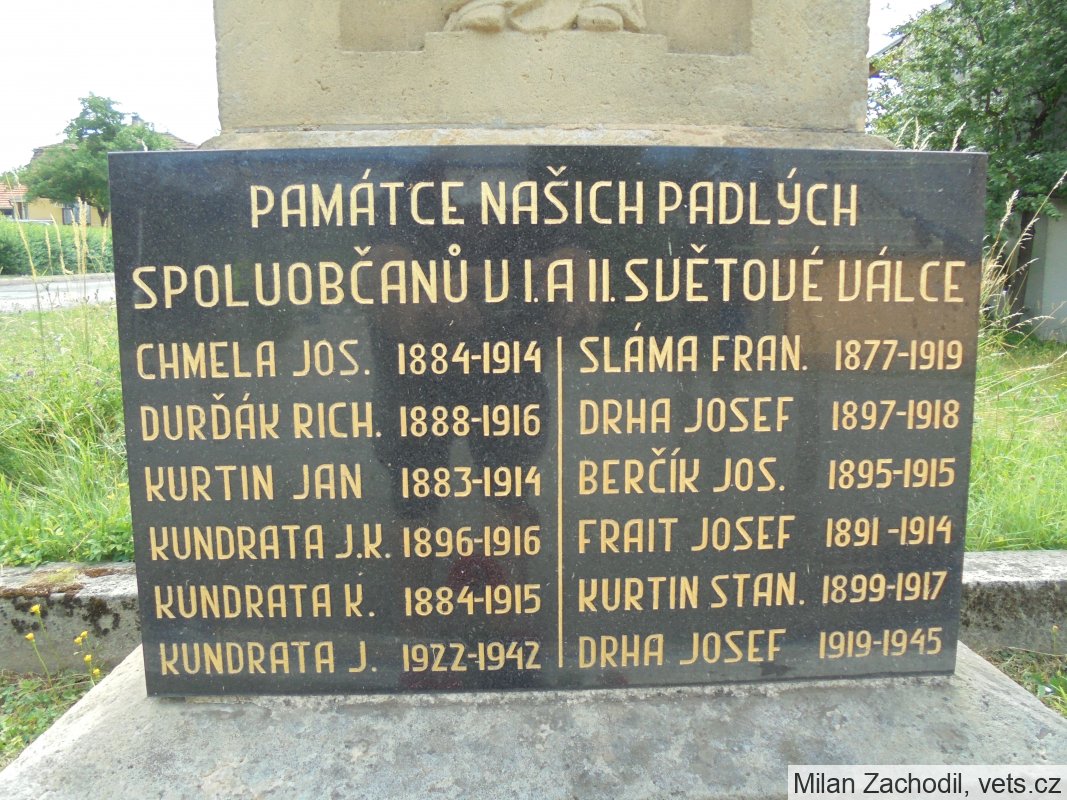 PAMÁTCE NAŠICH PADLÝCH
SPOLUOBČANŮ V I. A II. SVĚTOVÉ VÁLCE
CHMELA JOS. 1884-1914
DURĎÁK RICH. 1888-1916
KURTIN JAN 1883-1914
KUNDRATA J.K. 1896-1916
KUNDRATA K. 1884-1915
KUNDRATA J. 1922-1942
SLÁMA FRAN. 1877-1919
DRHA JOSEF 1897-1918
BERČÍK JOS. 1895-1915
FRAIT JOSEF 1891-1914
KURTIN STAN. 1899-1917
DRHA JOSEF 1919-1945
Milan Zachodil, vets.cz